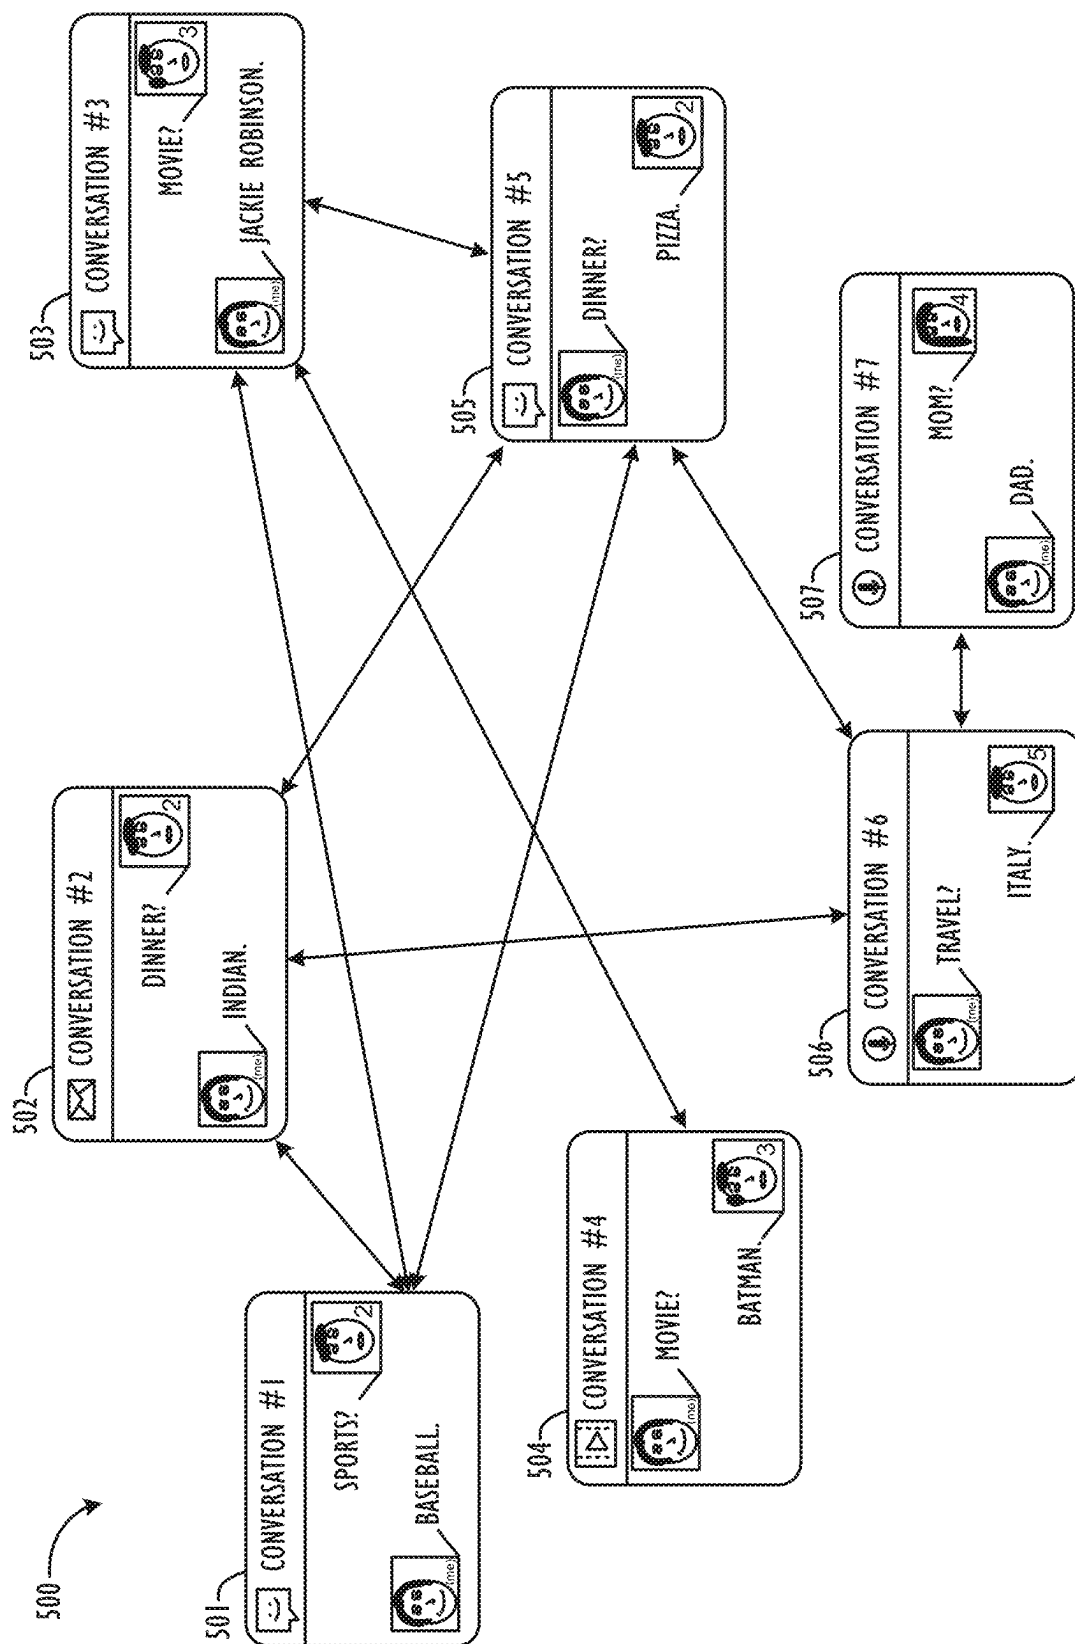 500
501
CONVERSATION #1
SPORTS?
2
BASEBALL.
(me)
502
CONVERSATION #2
DINNER?
2
INDIAN.
(me)
503
CONVERSATION #3
MOVIE?
3
JACKIE ROBINSON.
(me)
504
CONVERSATION #4
MOVIE?
(me)
BATMAN.
3
505
CONVERSATION #5
DINNER?
(me)
PIZZA.
2
506
CONVERSATION #6
TRAVEL?
(me)
ITALY.
5
507
CONVERSATION #7
MOM?
4
DAD.
(me)